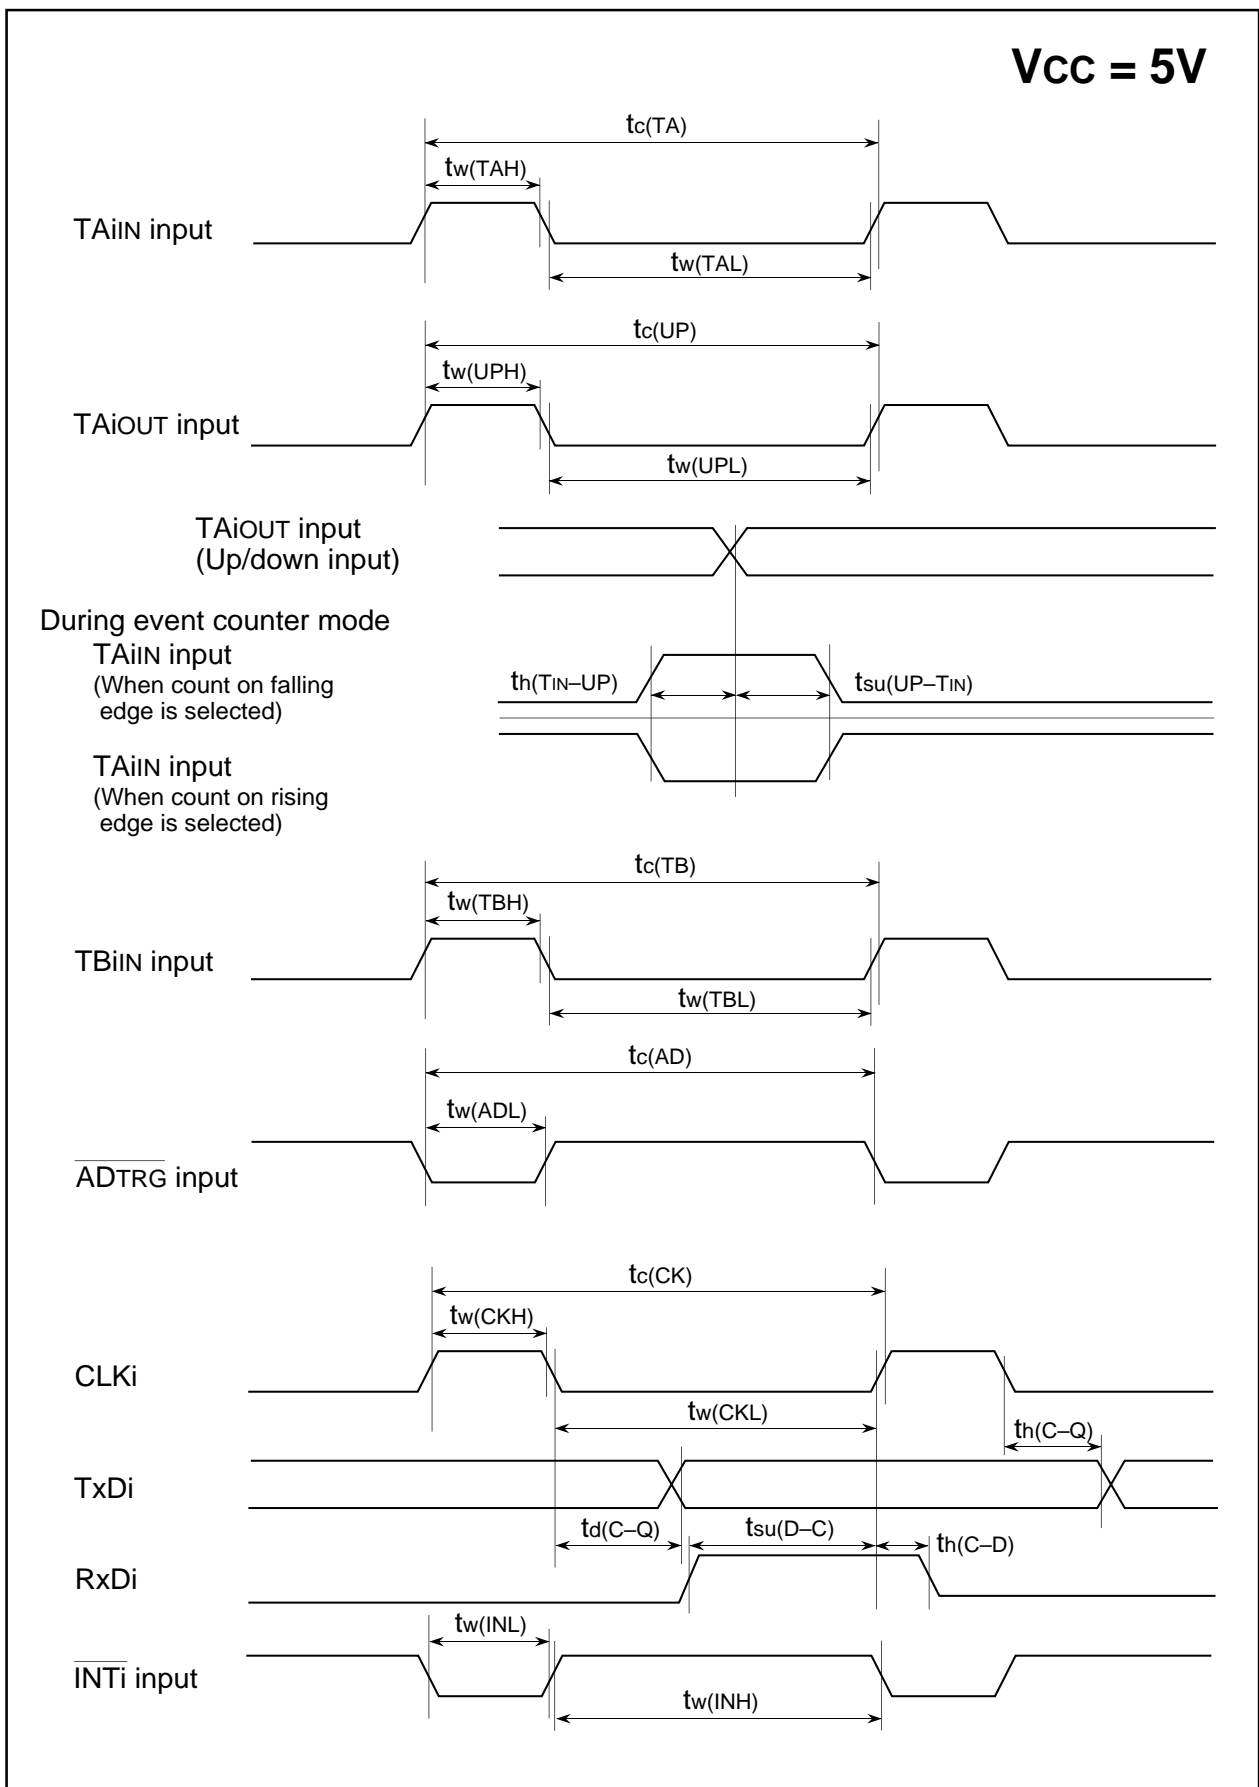 VCC = 5V
tc(TA)
tw(TAH)
TAiIN input
tw(TAL)
tc(UP)
tw(UPH)
TAiOUT input
tw(UPL)
TAiOUT input
(Up/down input)
During event counter mode
TAiIN input
(When count on falling
edge is selected)
th(TIN–UP)
tsu(UP–TIN)
TAiIN input
(When count on rising
edge is selected)
tc(TB)
tw(TBH)
TBiIN input
tw(TBL)
tc(AD)
tw(ADL)
ADTRG input
tc(CK)
tw(CKH)
CLKi
tw(CKL)
th(C–Q)
TxDi
td(C–Q)
tsu(D–C)
th(C–D)
RxDi
tw(INL)
INTi input
tw(INH)